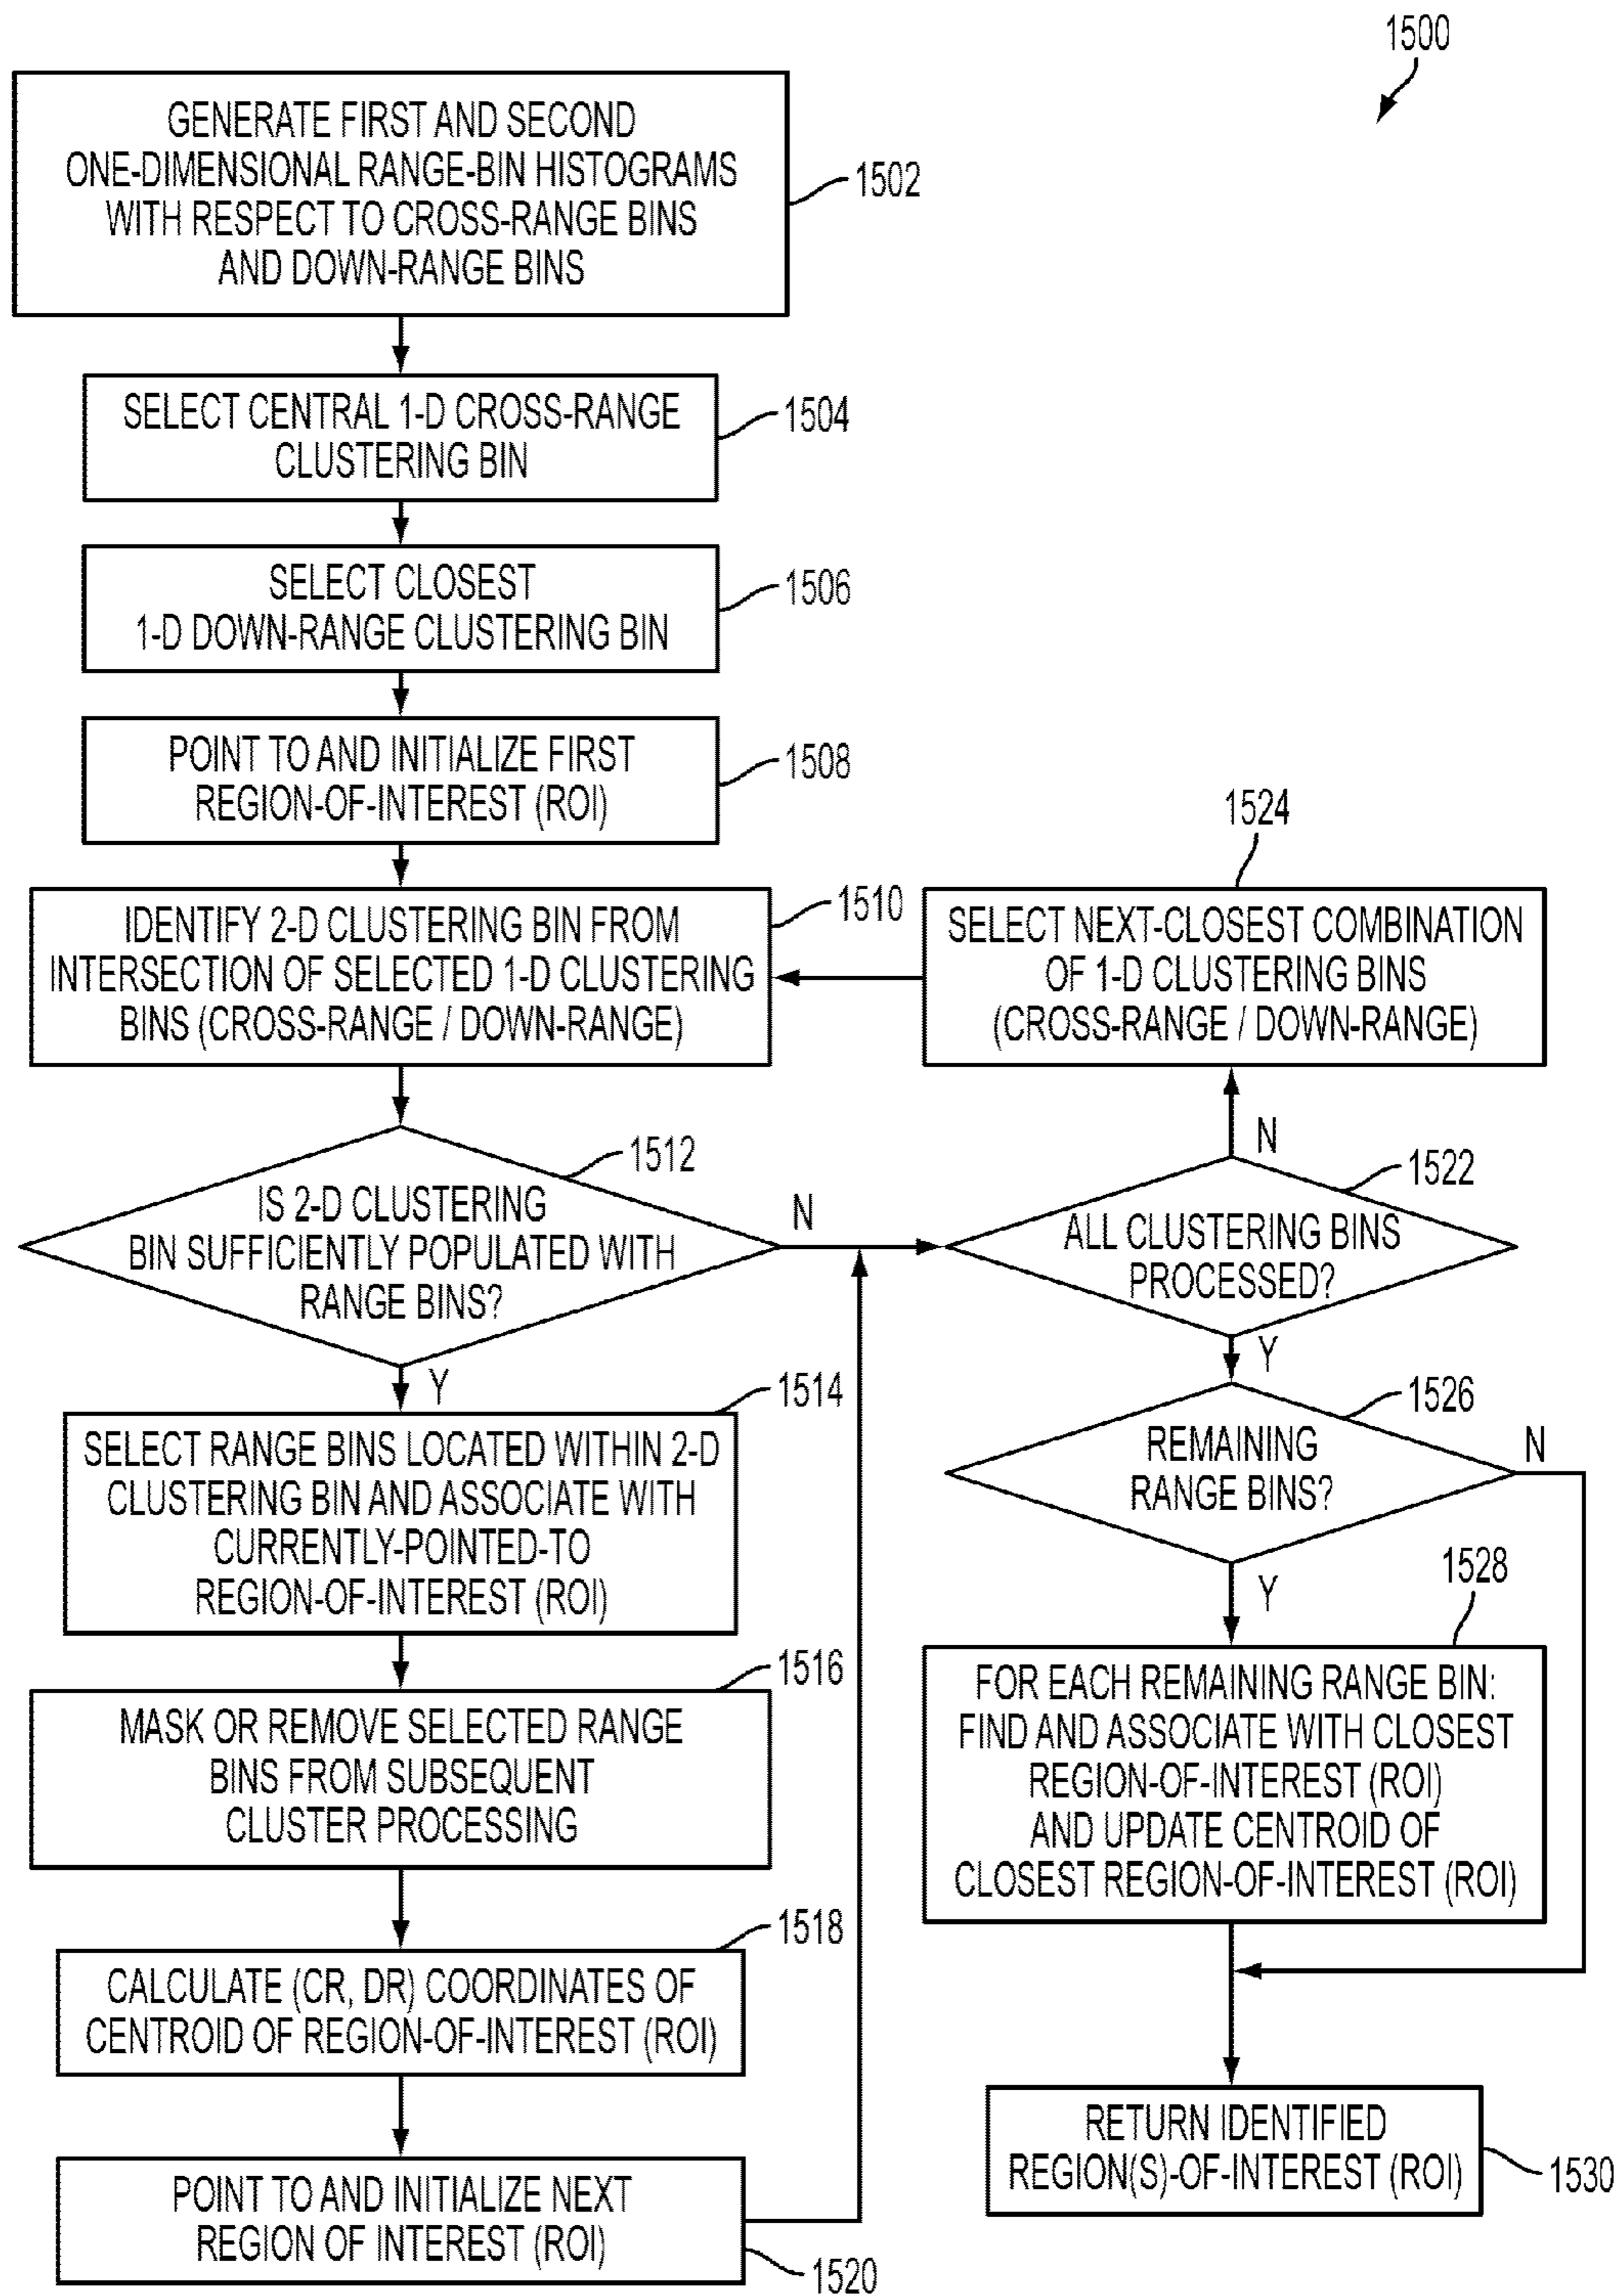 1500
GENERATE FIRST AND SECOND
ONE-DIMENSIONAL RANGE-BIN HISTOGRAMS
WITH RESPECT TO CROSS-RANGE BINS
AND DOWN-RANGE BINS
1502
SELECT CENTRAL 1-D CROSS-RANGE
CLUSTERING BIN
1504
SELECT CLOSEST
1-D DOWN-RANGE CLUSTERING BIN
1506
POINT TO AND INITIALIZE FIRST
REGION-OF-INTEREST (ROI)
1508
IDENTIFY 2-D CLUSTERING BIN FROM
INTERSECTION OF SELECTED 1-D CLUSTERING
BINS (CROSS-RANGE / DOWN-RANGE)
1510
IS 2-D CLUSTERING
BIN SUFFICIENTLY POPULATED WITH
RANGE BINS?
1512
N
Y
SELECT RANGE BINS LOCATED WITHIN 2-D
CLUSTERING BIN AND ASSOCIATE WITH
CURRENTLY-POINTED-TO
REGION-OF-INTEREST (ROI)
1514
MASK OR REMOVE SELECTED RANGE
BINS FROM SUBSEQUENT
CLUSTER PROCESSING
1516
CALCULATE (CR, DR) COORDINATES OF
CENTROID OF REGION-OF-INTEREST (ROI)
1518
POINT TO AND INITIALIZE NEXT
REGION OF INTEREST (ROI)
1520
1524
SELECT NEXT-CLOSEST COMBINATION
OF 1-D CLUSTERING BINS
(CROSS-RANGE / DOWN-RANGE)
N
1522
ALL CLUSTERING BINS
PROCESSED?
Y
1526
REMAINING
RANGE BINS?
N
Y
1528
FOR EACH REMAINING RANGE BIN:
FIND AND ASSOCIATE WITH CLOSEST
REGION-OF-INTEREST (ROI)
AND UPDATE CENTROID OF
CLOSEST REGION-OF-INTEREST (ROI)
RETURN IDENTIFIED
REGION(S)-OF-INTEREST (ROI)
1530